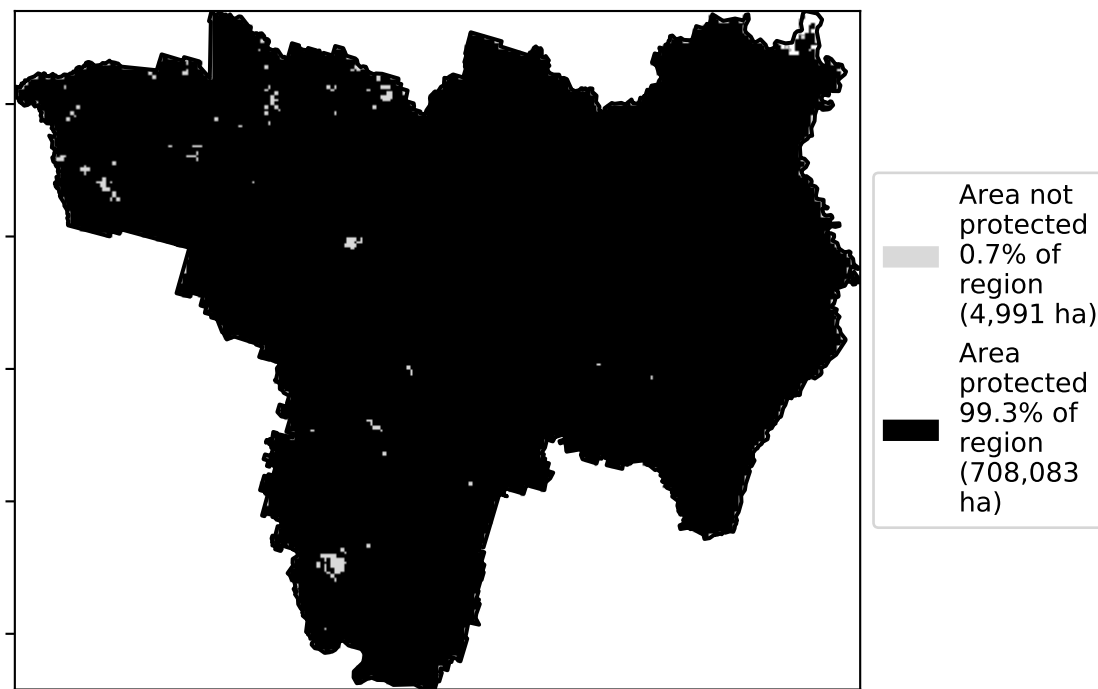 Area not
protected
0.7% of
region
(4,991 ha)
Area
protected
99.3% of
region
(708,083
ha)